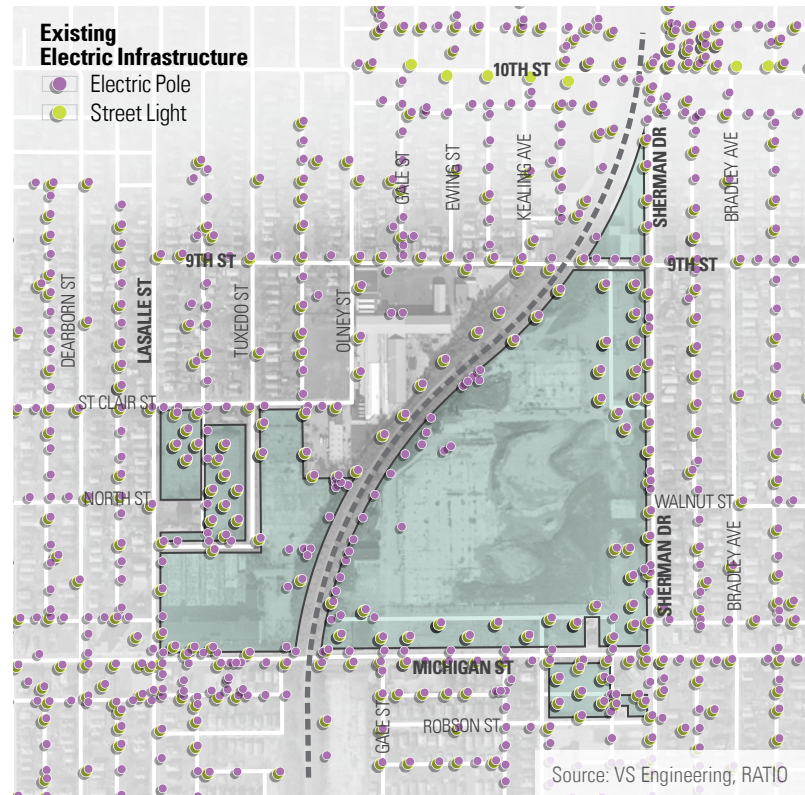 Existing
Electric Infrastructure
Electric Pole
Street Light
10TH ST
GALE ST
EWING ST
KEALING AVE
SHERMAN DR
BRADLEY AVE
9TH ST
9TH ST
DEARBORN ST
LASALLE ST
TUXEDO ST
OLNEY ST
ST CLAIR ST
NORTH ST
WALNUT ST
SHERMAN DR
BRADLEY AVE
MICHIGAN ST
GALE ST
ROBSON ST
Source: VS Engineering, RATIO